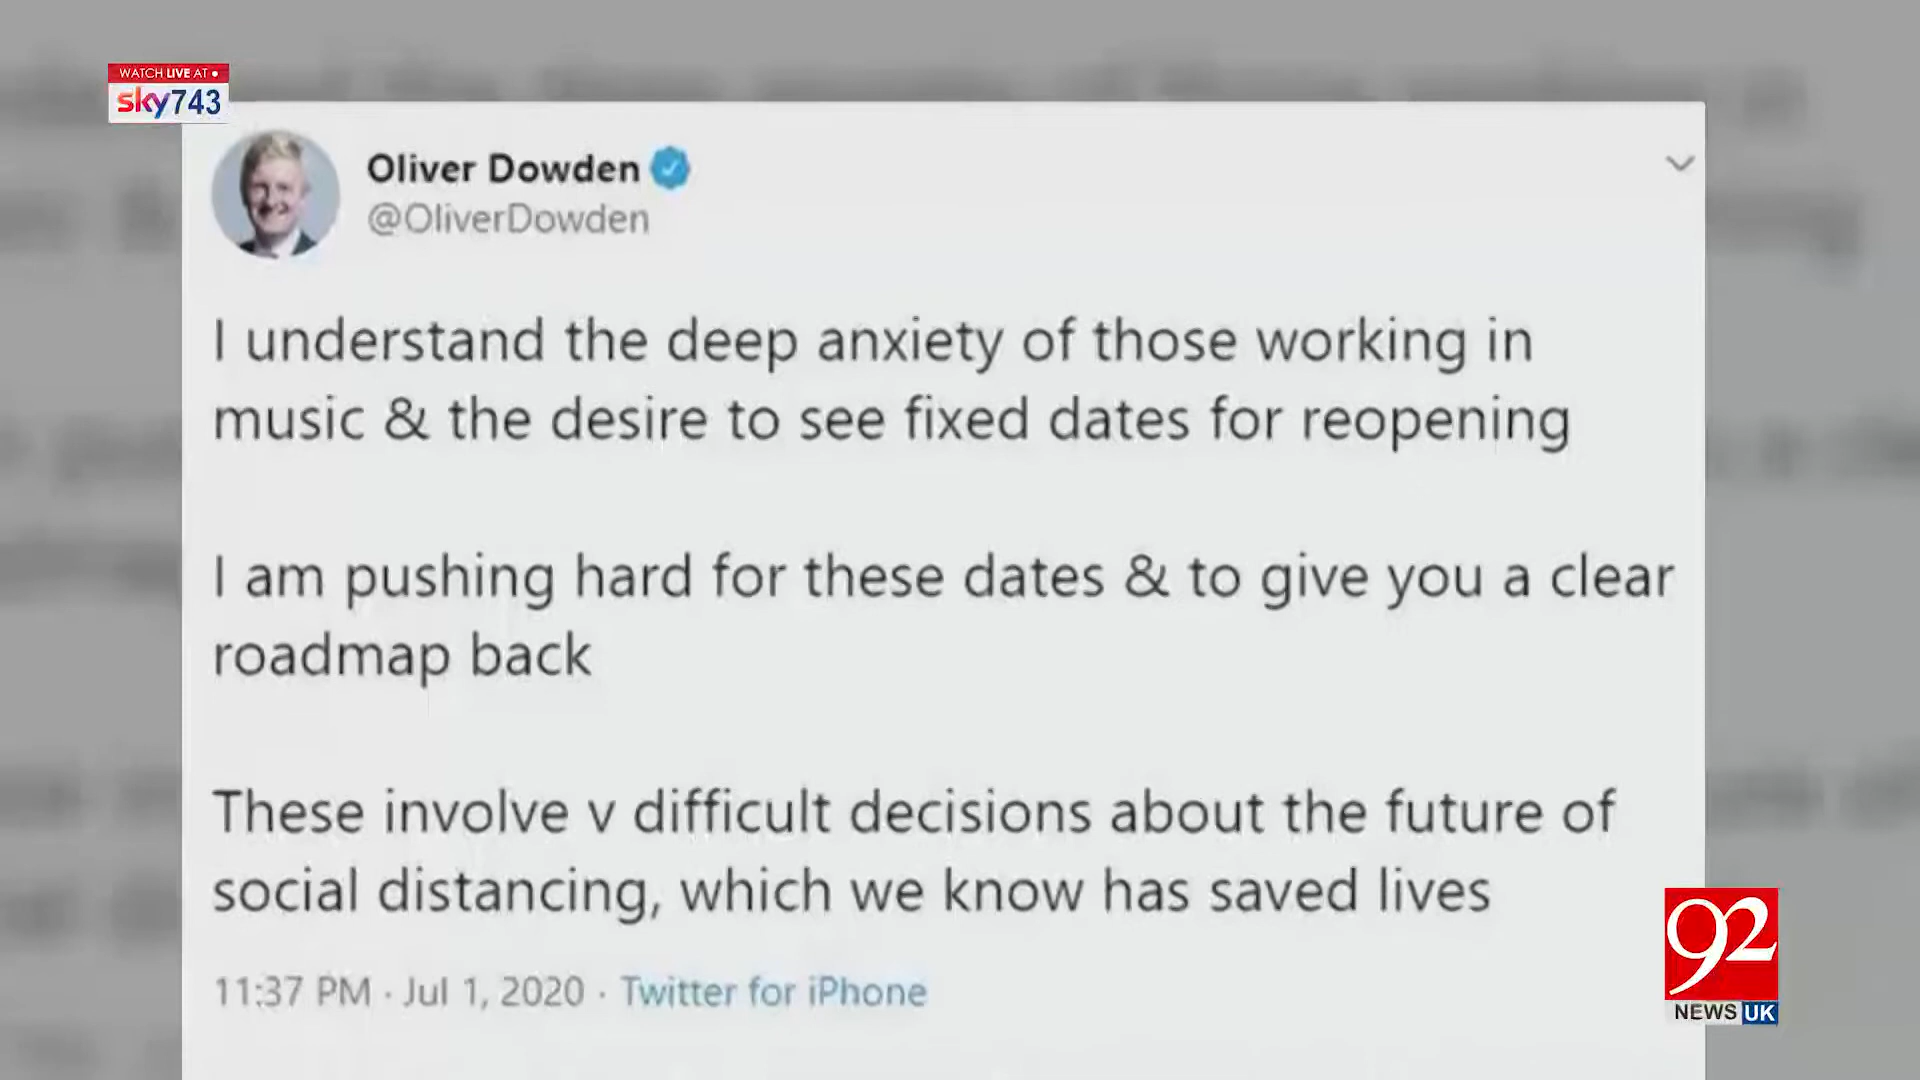 WATCH LIVE AT
sky743
Oliver Dowden
@OliverDowden
I understand the deep anxiety of those working in
music & the desire to see fixed dates for reopening
I am pushing hard for these dates & to give you a clear
roadmap back
These involve v difficult decisions about the future of
social distancing, which we know has saved lives
11:37 PM · Jul 1, 2020 · Twitter for iPhone
92
NEWS UK